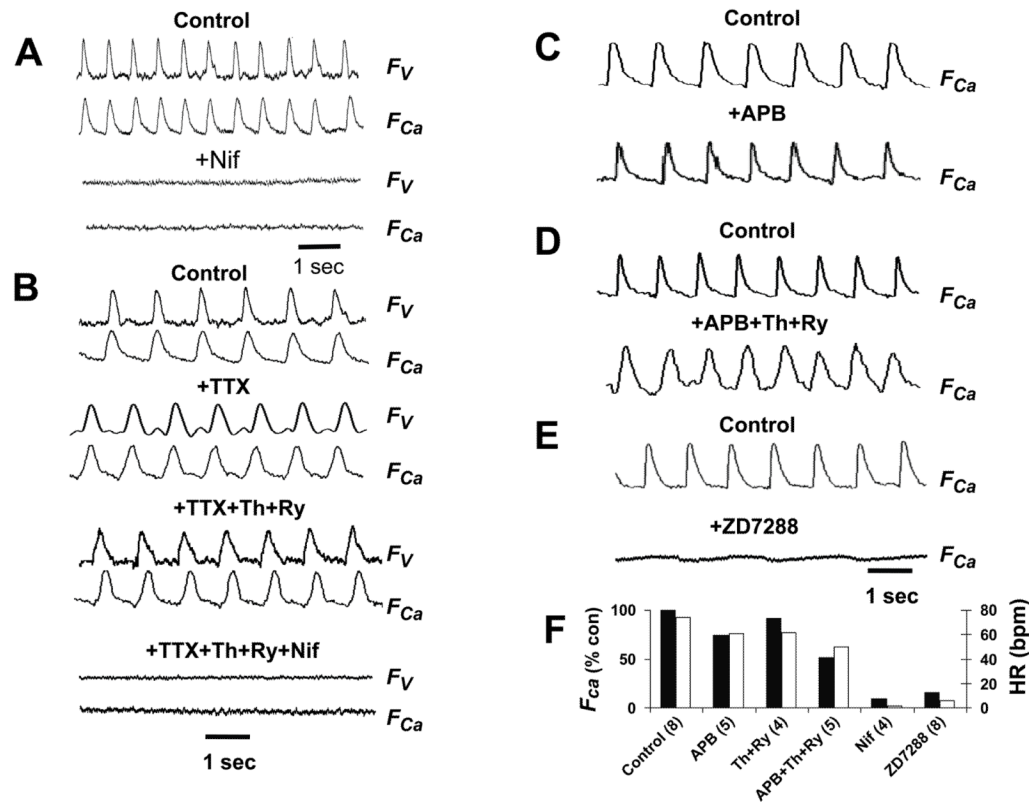 A
Control
F_V
F_Ca
+Nif
F_V
F_Ca
1 sec
B
Control
F_V
F_Ca
+TTX
F_V
F_Ca
+TTX+Th+Ry
F_V
F_Ca
+TTX+Th+Ry+Nif
F_V
F_Ca
1 sec
C
Control
F_Ca
+APB
F_Ca
D
Control
F_Ca
+APB+Th+Ry
F_Ca
E
Control
F_Ca
+ZD7288
F_Ca
1 sec
F
F_ca (% con)
100
50
0
80
60
40
20
0
HR (bpm)
Control (8)
APB (5)
Th+Ry (4)
APB+Th+Ry (5)
Nif (4)
ZD7288 (8)